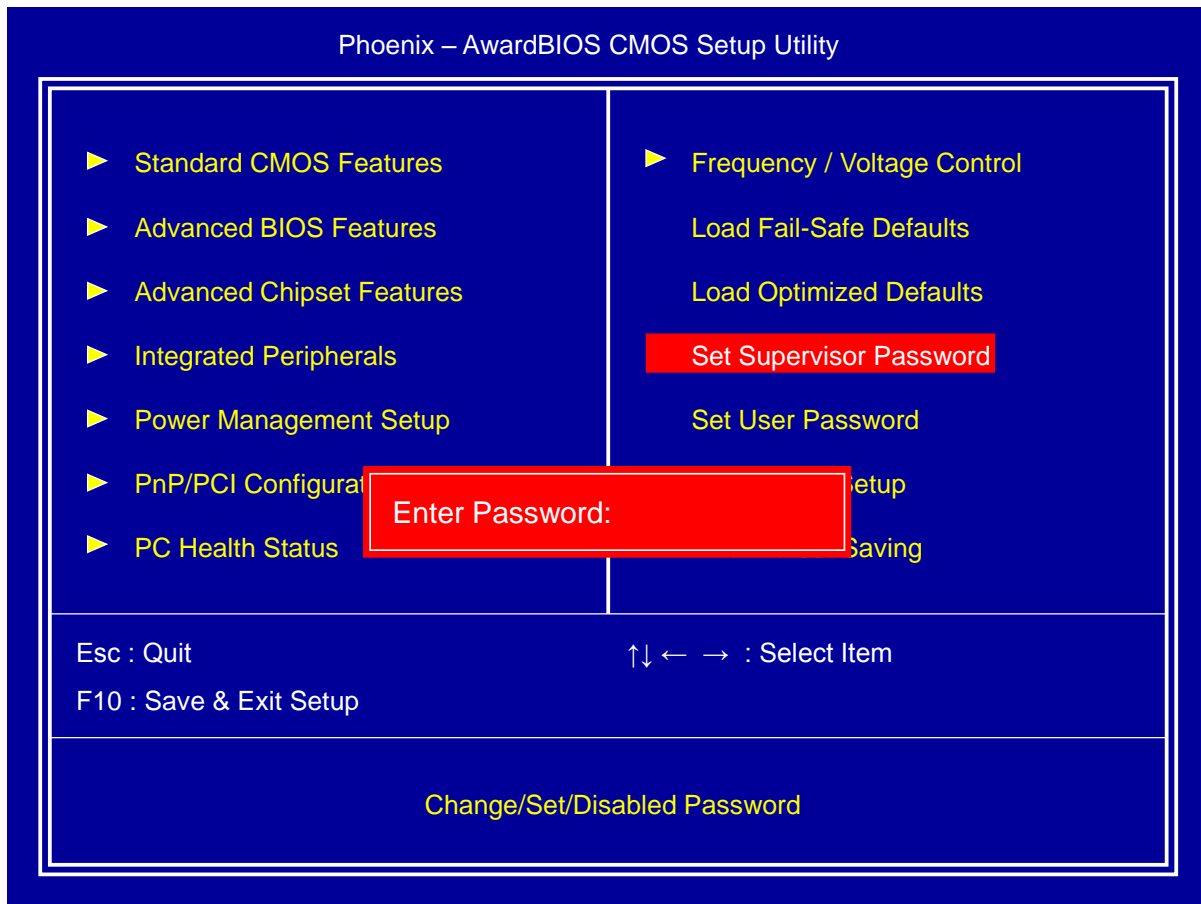 Phoenix – AwardBIOS CMOS Setup Utility
Standard CMOS Features
Advanced BIOS Features
Advanced Chipset Features
Integrated Peripherals
Power Management Setup
PnP/PCI
PC Health Status
Frequency / Voltage Control
Load Fail-Safe Defaults
Load Optimized Defaults
Set Supervisor Password
Set User Password
Setup
Saving
Enter Password:
Esc : Quit
↑↓ ← → : Select Item
F10 : Save & Exit Setup
Change/Set/Disabled Password